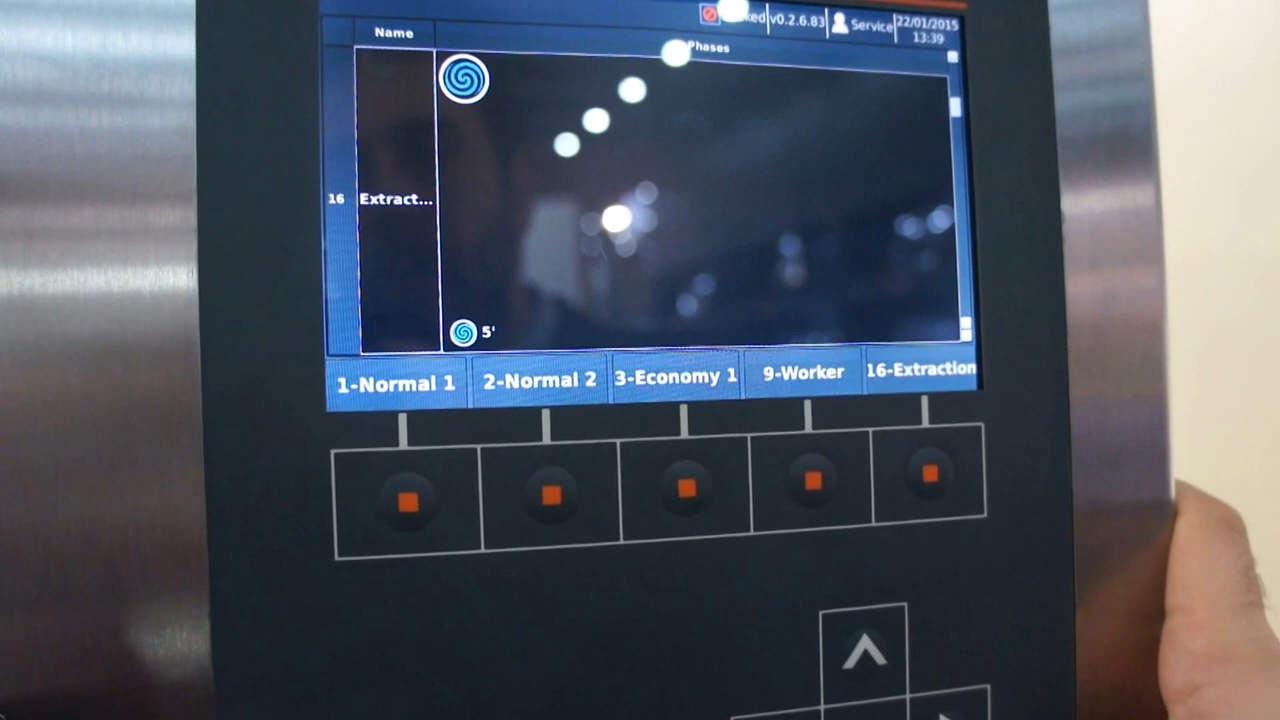 v0.2.6.83 Service 22/01/2015
13:39
Name Phases
16 Extract...
5'
1-Normal 1 2-Normal 2 3-Economy 1 9-Worker 16-Extraction